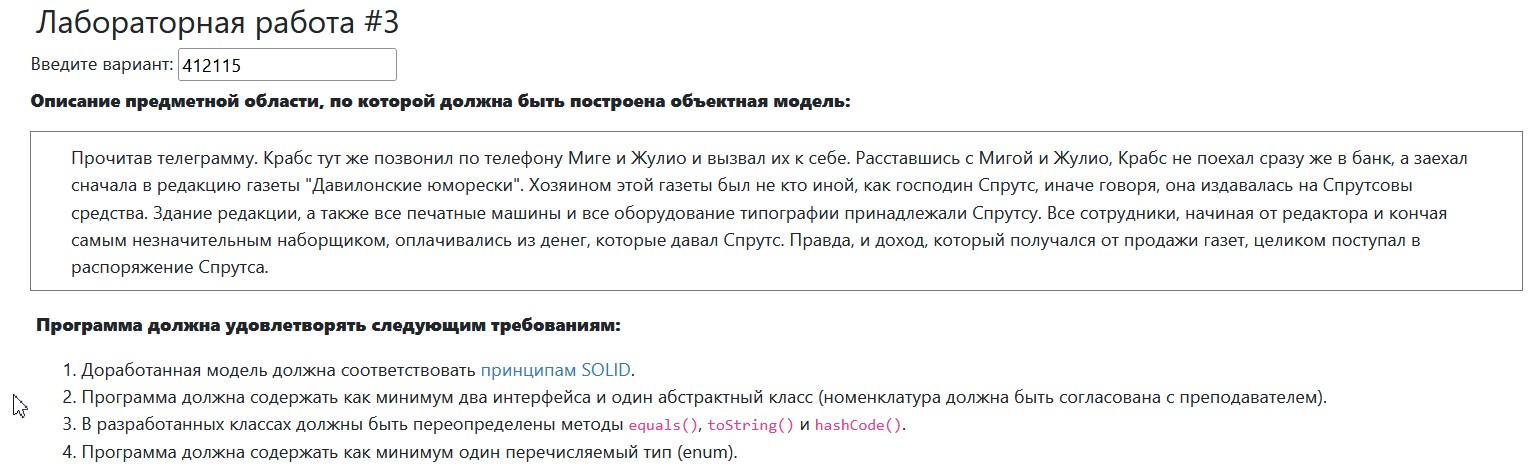 Лабораторная работа #3
Введите вариант: 412115
Описание предметной области, по которой должна быть построена объектная модель:
Прочитав телеграмму. Крабс тут же позвонил по телефону Миге и Жулио и вызвал их к себе. Расставшись с Мигой и Жулио, Крабс не поехал сразу же в банк, а заехал
сначала в редакцию газеты "Давилонские юморески". Хозяином этой газеты был не кто иной, как господин Спрутс, иначе говоря, она издавалась на Спрутсовы
средства. Здание редакции, а также все печатные машины и все оборудование типографии принадлежали Спрутсу. Все сотрудники, начиная от редактора и кончая
самым незначительным наборщиком, оплачивались из денег, которые давал Спрутс. Правда, и доход, который получался от продажи газет, целиком поступал в
распоряжение Спрутса.
Программа должна удовлетворять следующим требованиям:
1. Доработанная модель должна соответствовать принципам SOLID.
2. Программа должна содержать как минимум два интерфейса и один абстрактный класс (номенклатура должна быть согласована с преподавателем).
3. В разработанных классах должны быть переопределены методы equals(), toString() и hashCode().
4. Программа должна содержать как минимум один перечисляемый тип (enum).